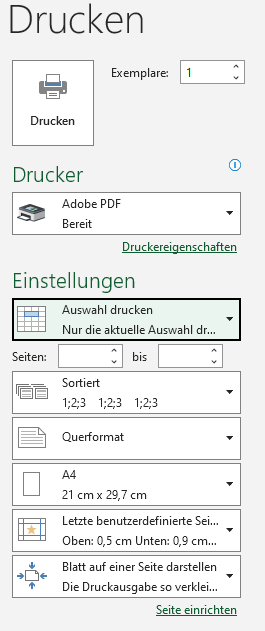 Drucken
Exemplare: 1
Drucken
Drucker
Adobe PDF
Bereit
Druckereigenschaften
Einstellungen
Auswahl drucken
Nur die aktuelle Auswahl dr...
Seiten: bis
Sortiert
1;2;3 1;2;3 1;2;3
Querformat
A4
21 cm x 29,7 cm
Letzte benutzerdefinierte Sei...
Oben: 0,5 cm Unten: 0,9 cm...
Blatt auf einer Seite darstellen
Die Druckausgabe so verklei...
Seite einrichten